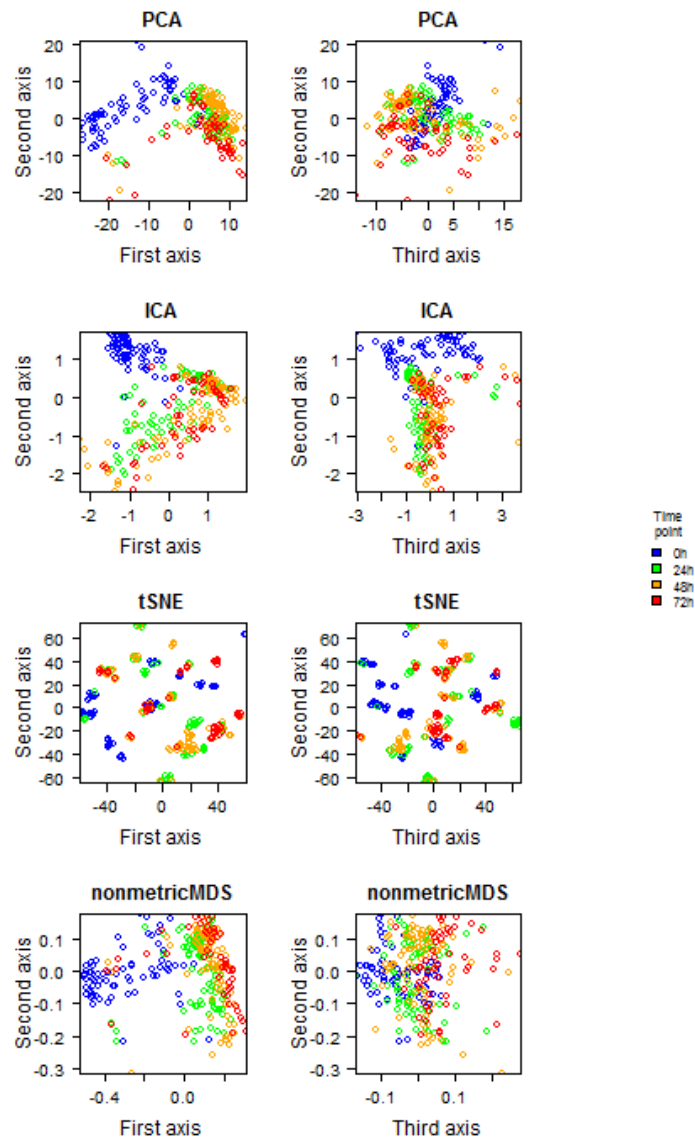 PCA
PCA
20
10
0
-10
-20
Second axis
-20 0 10
First axis
20
10
0
-10
-20
Second axis
-10 0 5 15
Third axis
ICA
ICA
1
0
-1
-2
Second axis
-2 -1 0 1
First axis
1
0
-1
-2
Second axis
-3 -1 1 3
Third axis
Time
point
0h
24h
48h
72h
tSNE
tSNE
60
40
20
0
-20
-40
-60
Second axis
-40 0 40
First axis
60
40
20
0
-20
-40
-60
Second axis
-40 0 40
Third axis
nonmetricMDS
nonmetricMDS
0.1
0.0
-0.1
-0.2
-0.3
Second axis
-0.4 0.0
First axis
0.1
0.0
-0.1
-0.2
-0.3
Second axis
-0.1 0.1
Third axis